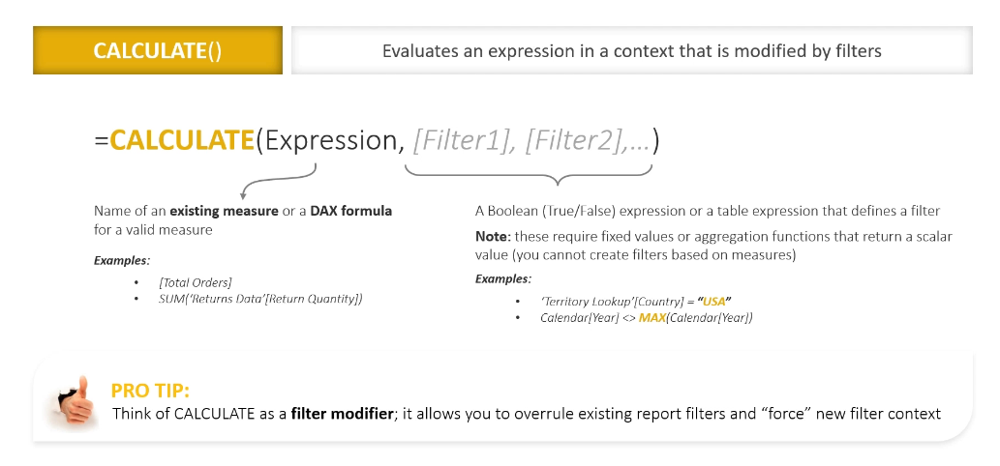 CALCULATE()
Evaluates an expression in a context that is modified by filters
=CALCULATE(Expression, [Filter1], [Filter2],...)
Name of an existing measure or a DAX formula
for a valid measure
Examples:
• [Total Orders]
• SUM(‘Returns Data’[Return Quantity])
A Boolean (True/False) expression or a table expression that defines a filter
Note: these require fixed values or aggregation functions that return a scalar
value (you cannot create filters based on measures)
Examples:
• ‘Territory Lookup’[Country] = “USA”
• Calendar[Year] <> MAX(Calendar[Year])
PRO TIP:
Think of CALCULATE as a filter modifier; it allows you to overrule existing report filters and “force” new filter context